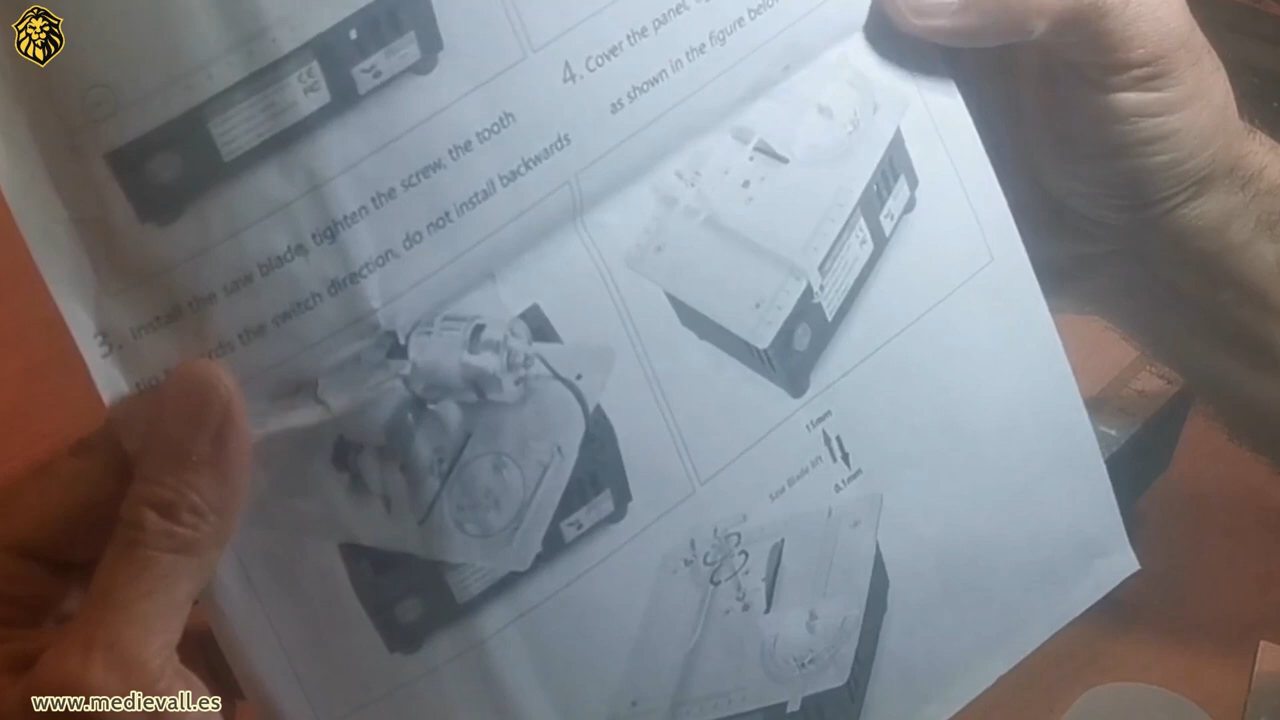 3. Install the saw blade, tighten the screw, the tooth
the switch direction, do not install backwards
4. Cover the panel,
as shown in the figure below
15mm
Saw Blade lift
0.1mm
www.medievall.es